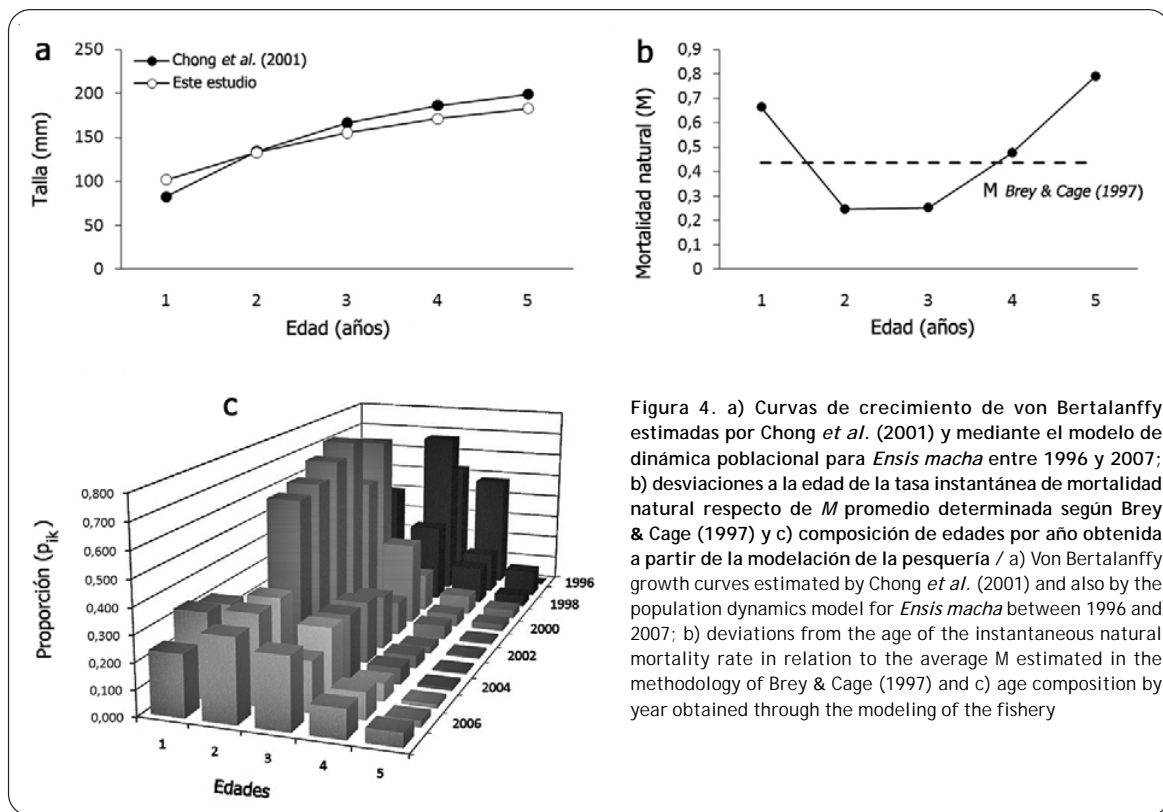 a
250
200
150
100
50
0
Talla (mm)
Chong et al. (2001)
Este estudio
1 2 3 4 5
Edad (años)
b
0,9
0,8
0,7
0,6
0,5
0,4
0,3
0,2
0,1
0
Mortalidad natural (M)
M Brey & Cage (1997)
1 2 3 4 5
Edad (años)
c
0,800
0,700
0,600
0,500
0,400
0,300
0,200
0,100
0,000
Proporción (pik)
1 2 3 4 5
Edades
1996
1998
2000
2002
2004
2006
Figura 4. a) Curvas de crecimiento de von Bertalanffy
estimadas por Chong et al. (2001) y mediante el modelo de
dinámica poblacional para Ensis macha entre 1996 y 2007;
b) desviaciones a la edad de la tasa instantánea de mortalidad
natural respecto de M promedio determinada según Brey
& Cage (1997) y c) composición de edades por año obtenida
a partir de la modelación de la pesquería / a) Von Bertalanffy
growth curves estimated by Chong et al. (2001) and also by the
population dynamics model for Ensis macha between 1996 and
2007; b) deviations from the age of the instantaneous natural
mortality rate in relation to the average M estimated in the
methodology of Brey & Cage (1997) and c) age composition by
year obtained through the modeling of the fishery